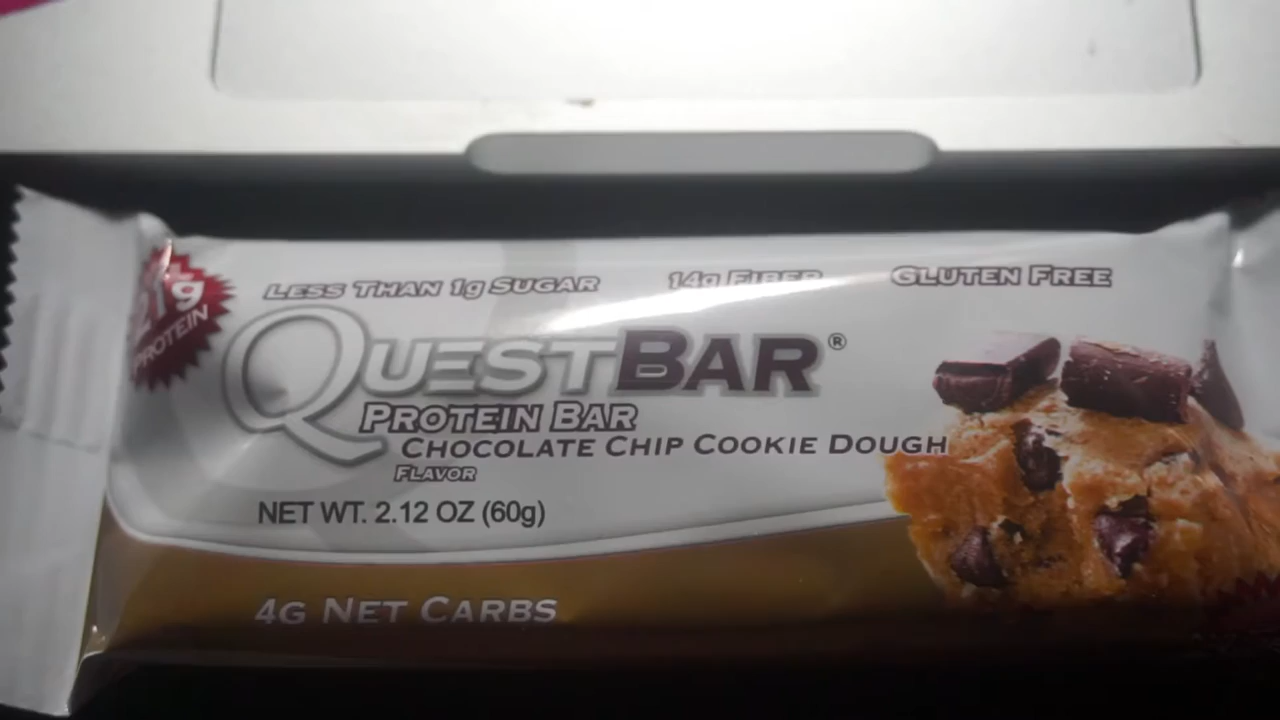 LESS THAN 1g SUGAR
14g FIBER
GLUTEN FREE
21g
PROTEIN
QUESTBAR®
PROTEIN BAR
CHOCOLATE CHIP COOKIE DOUGH
FLAVOR
NET WT. 2.12 OZ (60g)
4G NET CARBS